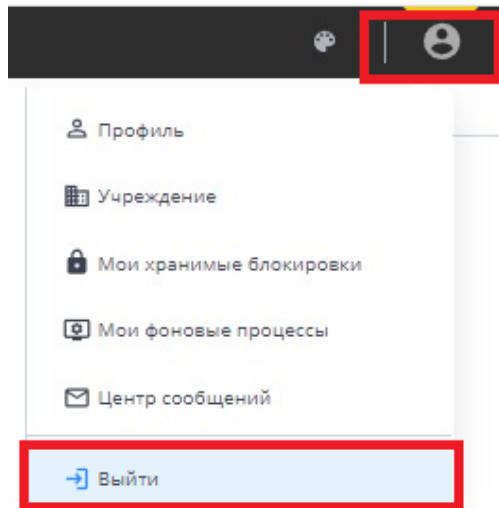 Профиль
Учреждение
Мои хранимые блокировки
Мои фоновые процессы
Центр сообщений
Выйти